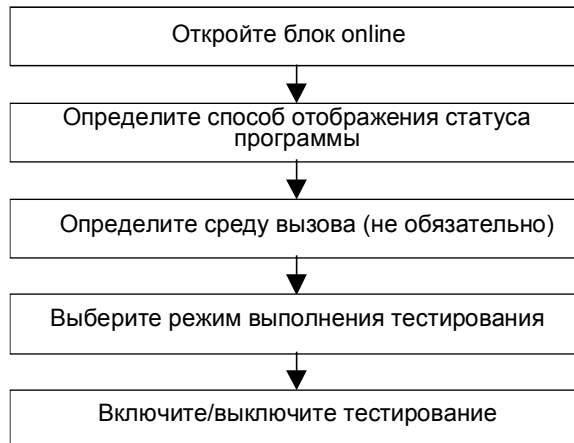 Откройте блок online
Определите способ отображения статуса
программы
Определите среду вызова (не обязательно)
Выберите режим выполнения тестирования
Включите/выключите тестирование